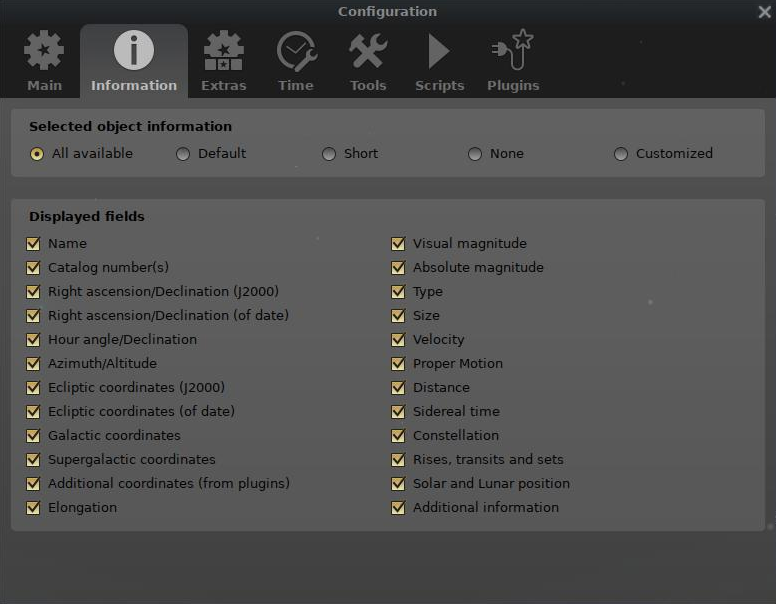 Configuration
Main Information Extras Time Tools Scripts Plugins
Selected object information
All available Default Short None Customized
Displayed fields
Name Visual magnitude
Catalog number(s) Absolute magnitude
Right ascension/Declination (J2000) Type
Right ascension/Declination (of date) Size
Hour angle/Declination Velocity
Azimuth/Altitude Proper Motion
Ecliptic coordinates (J2000) Distance
Ecliptic coordinates (of date) Sidereal time
Galactic coordinates Constellation
Supergalactic coordinates Rises, transits and sets
Additional coordinates (from plugins) Solar and Lunar position
Elongation Additional information